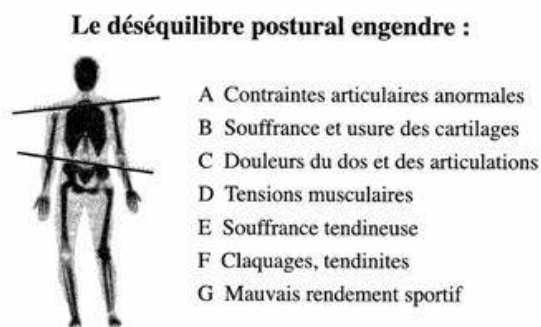 Le déséquilibre postural engendre :
A Contraintes articulaires anormales
B Souffrance et usure des cartilages
C Douleurs du dos et des articulations
D Tensions musculaires
E Souffrance tendineuse
F Claquages, tendinites
G Mauvais rendement sportif